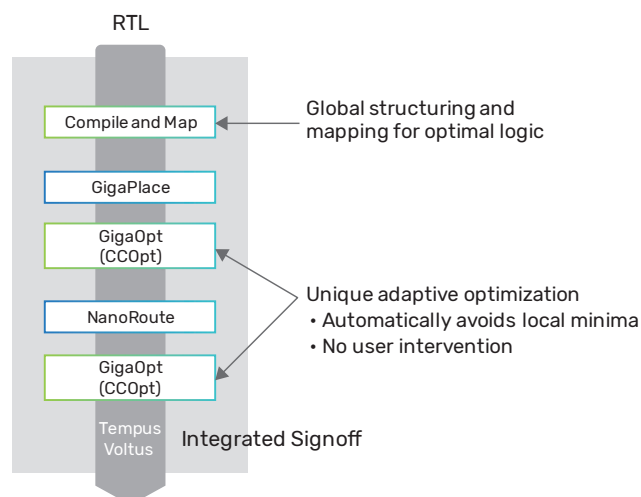 RTL
Compile and Map
Global structuring and
mapping for optimal logic
GigaPlace
GigaOpt
(CCOpt)
Unique adaptive optimization
• Automatically avoids local minima
• No user intervention
NanoRoute
GigaOpt
(CCOpt)
Tempus
Voltus
Integrated Signoff